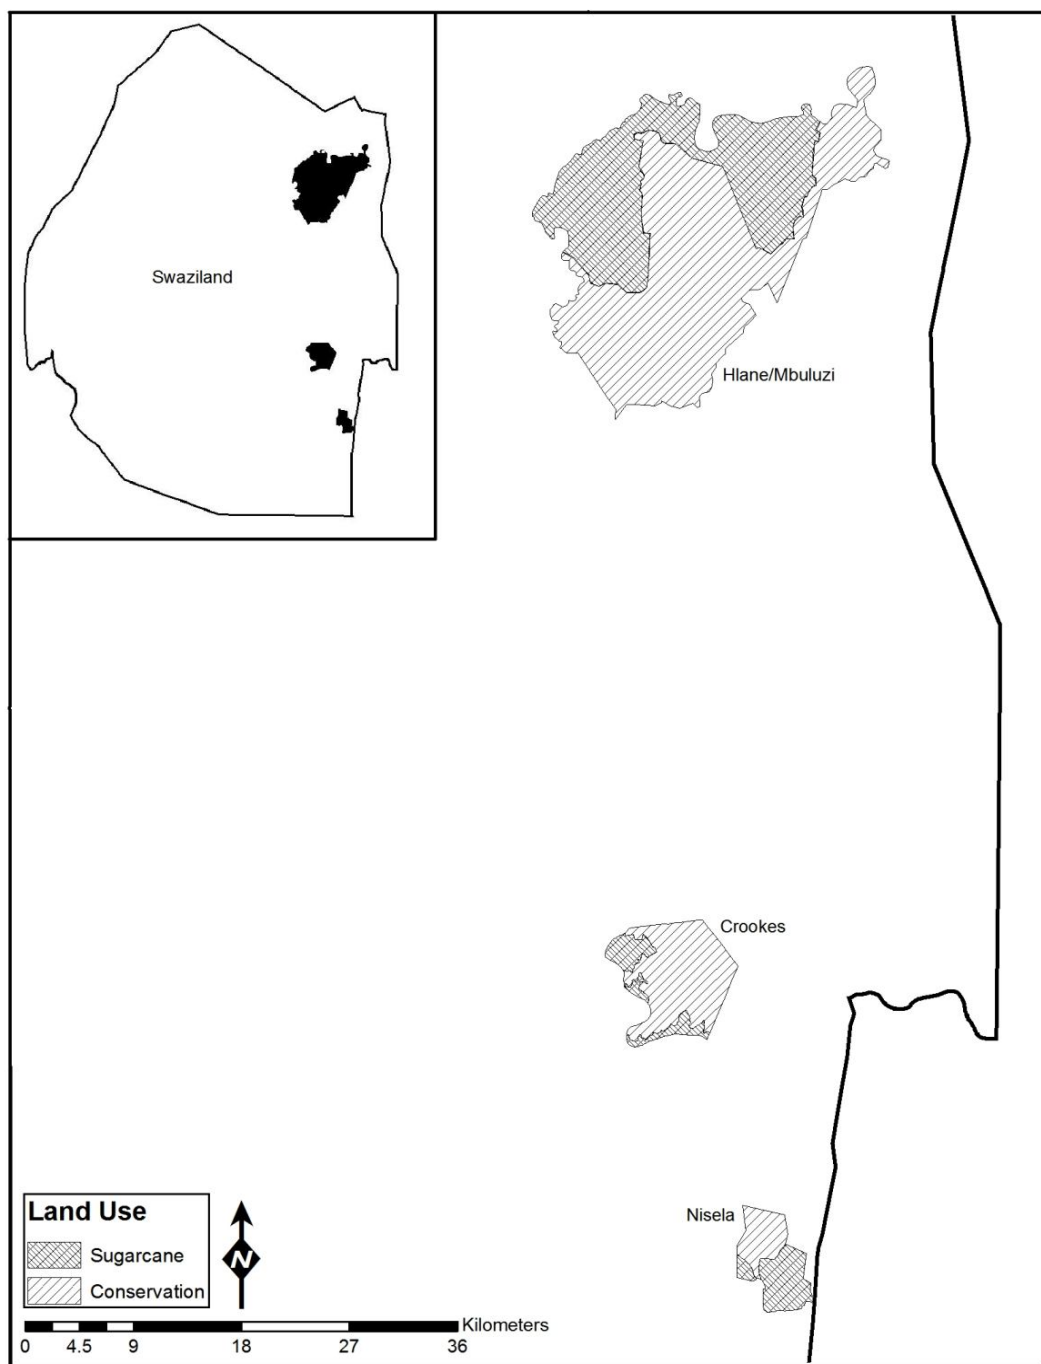 Swaziland
Hlane/Mbuluzi
Crookes
Nisela
Land Use
Sugarcane
Conservation
N
Kilometers
0 4.5 9 18 27 36